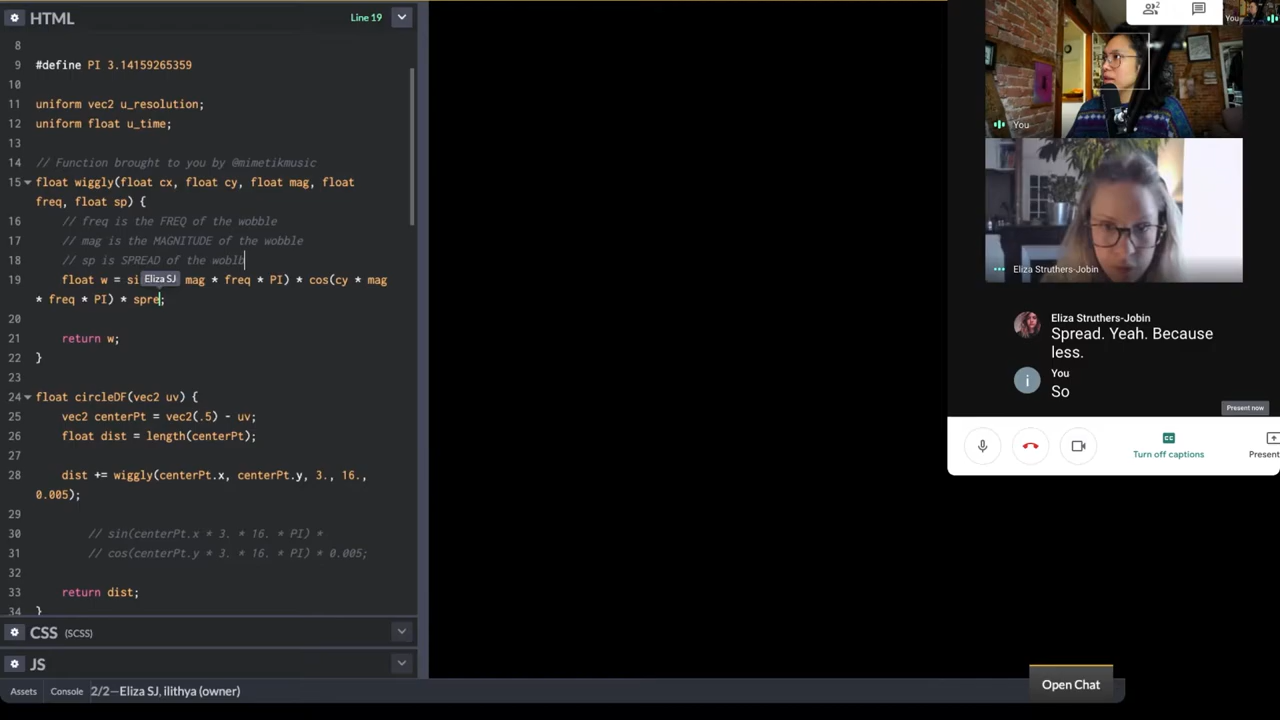 HTML
Line 19
8
9 #define PI 3.14159265359
10
11 uniform vec2 u_resolution;
12 uniform float u_time;
13
14 // Function brought to you by @mimetikmusic
15 float wiggly(float cx, float cy, float mag, float
freq, float sp) {
16 // freq is the FREQ of the wobble
17 // mag is the MAGNITUDE of the wobble
18 // sp is SPREAD of the woblb
19 float w = si mag * freq * PI) * cos(cy * mag
Eliza SJ
* freq * PI) * spre;
20
21 return w;
22 }
23
24 float circleDF(vec2 uv) {
25 vec2 centerPt = vec2(.5) - uv;
26 float dist = length(centerPt);
27
28 dist += wiggly(centerPt.x, centerPt.y, 3., 16.,
0.005);
29
30 // sin(centerPt.x * 3. * 16. * PI) *
31 // cos(centerPt.y * 3. * 16. * PI) * 0.005;
32
33 return dist;
34 }
CSS (SCSS)
JS
Assets Console 2/2—Eliza SJ, ilithya (owner)
Open Chat
2
You
You
Eliza Struthers-Jobin
Eliza Struthers-Jobin
Spread. Yeah. Because
less.
i
You
So
Present now
Turn off captions
Present